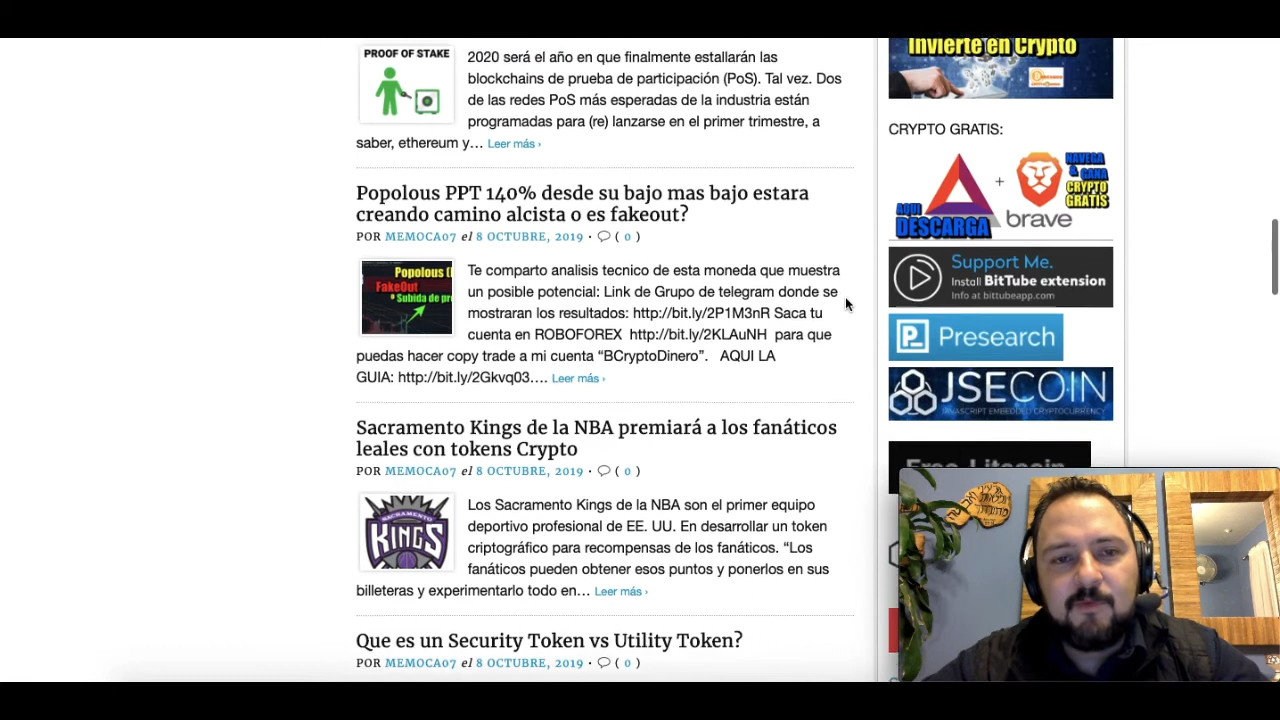 PROOF OF STAKE
2020 será el año en que finalmente estallarán las
blockchains de prueba de participación (PoS). Tal vez. Dos
de las redes PoS más esperadas de la industria están
programadas para (re) lanzarse en el primer trimestre, a
saber, ethereum y… Leer más ›
Popolous PPT 140% desde su bajo mas bajo estara
creando camino alcista o es fakeout?
POR MEMOCA07 el 8 OCTUBRE, 2019 • ( 0 )
Popolous (
FakeOut
Subida de pr
Te comparto analisis tecnico de esta moneda que muestra
un posible potencial: Link de Grupo de telegram donde se
mostraran los resultados: http://bit.ly/2P1M3nR Saca tu
cuenta en ROBOFOREX http://bit.ly/2KLAuNH para que
puedas hacer copy trade a mi cuenta “BCryptoDinero”. AQUI LA
GUIA: http://bit.ly/2Gkvq03…. Leer más ›
Sacramento Kings de la NBA premiará a los fanáticos
leales con tokens Crypto
POR MEMOCA07 el 8 OCTUBRE, 2019 • ( 0 )
SACRAMENTO
KINGS
Los Sacramento Kings de la NBA son el primer equipo
deportivo profesional de EE. UU. En desarrollar un token
criptográfico para recompensas de los fanáticos. “Los
fanáticos pueden obtener esos puntos y ponerlos en sus
billeteras y experimentarlo todo en… Leer más ›
Que es un Security Token vs Utility Token?
POR MEMOCA07 el 8 OCTUBRE, 2019 • ( 0 )
Invierte en Crypto
CRYPTO GRATIS:
NAVEGA
& GANA
CRYPTO
GRATIS
+
brave
AQUI
DESCARGA
Support Me.
Install BitTube extension
Info at bittubeapp.com
Presearch
JSECOIN
JAVASCRIPT EMBEDDED CRYPTOCURRENCY
Free Litecoin